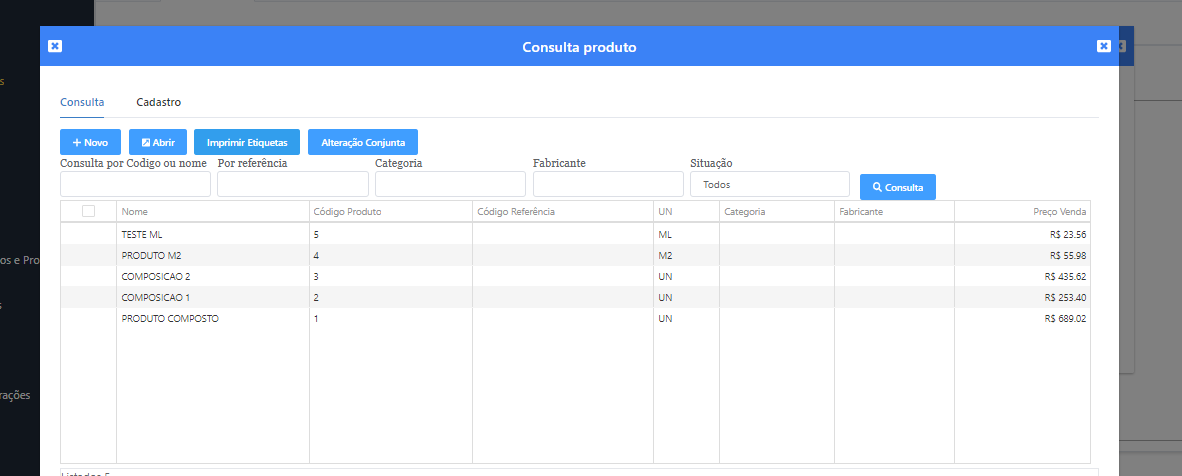 Consulta produto
Consulta Cadastro
+ Novo Abrir Imprimir Etiquetas Alteração Conjunta
Consulta por Codigo ou nome Por referência Categoria Fabricante Situação
Todos Consulta
Nome Código Produto Código Referência UN Categoria Fabricante Preço Venda
TESTE ML 5 ML R$ 23.56
PRODUTO M2 4 M2 R$ 55.98
os e Pro
COMPOSICAO 2 3 UN R$ 435.62
COMPOSICAO 1 2 UN R$ 253.40
PRODUTO COMPOSTO 1 UN R$ 689.02
rações